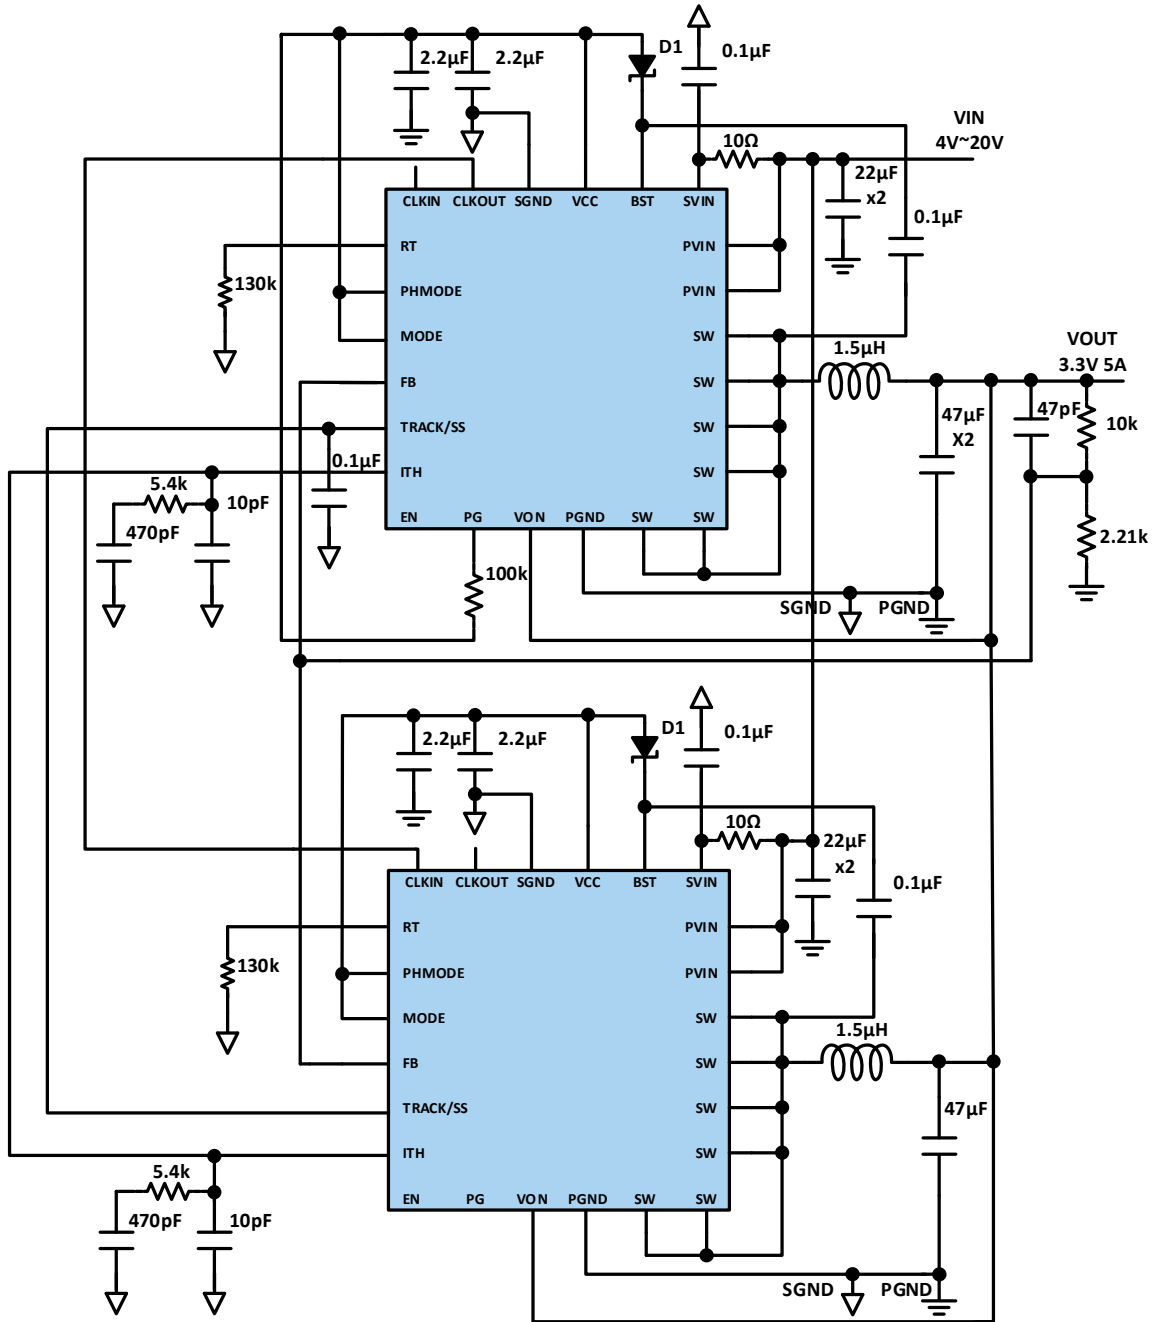 2.2µF
2.2µF
D1
0.1µF
10Ω
VIN
4V~20V
22µF
x2
0.1µF
CLKIN
CLKOUT
SGND
VCC
BST
SVIN
RT
PVIN
130k
PHMODE
PVIN
MODE
SW
1.5µH
VOUT
3.3V 5A
FB
SW
47µF
X2
47pF
10k
TRACK/SS
SW
0.1µF
ITH
SW
5.4k
10pF
470pF
EN
PG
VON
PGND
SW
SW
2.21k
100k
SGND
PGND
2.2µF
2.2µF
D1
0.1µF
10Ω
22µF
x2
0.1µF
CLKIN
CLKOUT
SGND
VCC
BST
SVIN
RT
PVIN
130k
PHMODE
PVIN
MODE
SW
1.5µH
FB
SW
47µF
TRACK/SS
SW
ITH
SW
5.4k
470pF
10pF
EN
PG
VON
PGND
SW
SW
SGND
PGND